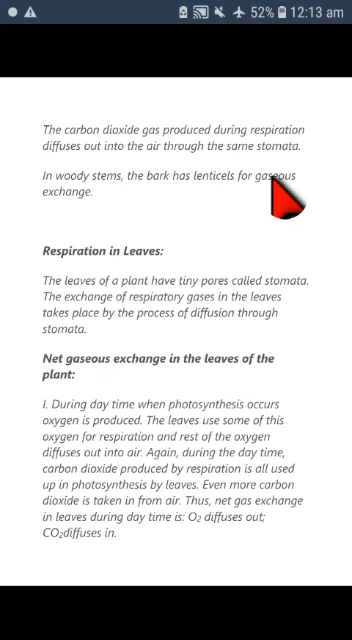 52% 12:13 am
The carbon dioxide gas produced during respiration
diffuses out into the air through the same stomata.
In woody stems, the bark has lenticels for gaseous
exchange.
Respiration in Leaves:
The leaves of a plant have tiny pores called stomata.
The exchange of respiratory gases in the leaves
takes place by the process of diffusion through
stomata.
Net gaseous exchange in the leaves of the
plant:
I. During day time when photosynthesis occurs
oxygen is produced. The leaves use some of this
oxygen for respiration and rest of the oxygen
diffuses out into air. Again, during the day time,
carbon dioxide produced by respiration is all used
up in photosynthesis by leaves. Even more carbon
dioxide is taken in from air. Thus, net gas exchange
in leaves during day time is: O₂ diffuses out;
CO₂diffuses in.